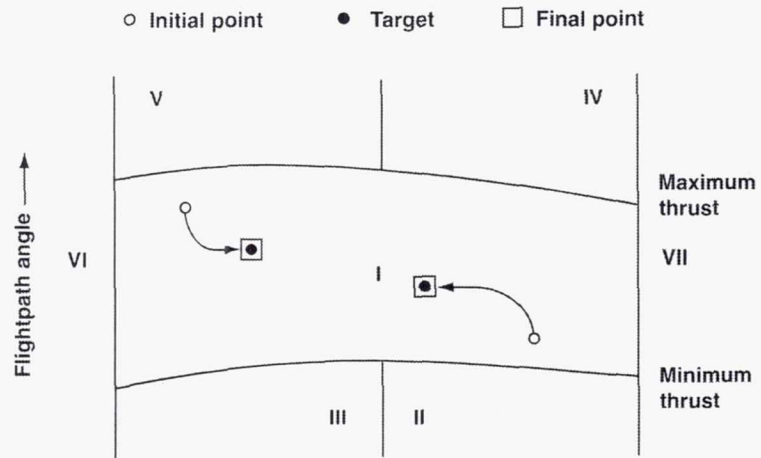 Initial point
Target
Final point
V
IV
Maximum
thrust
Flightpath angle
VI
I
VII
Minimum
thrust
III
II